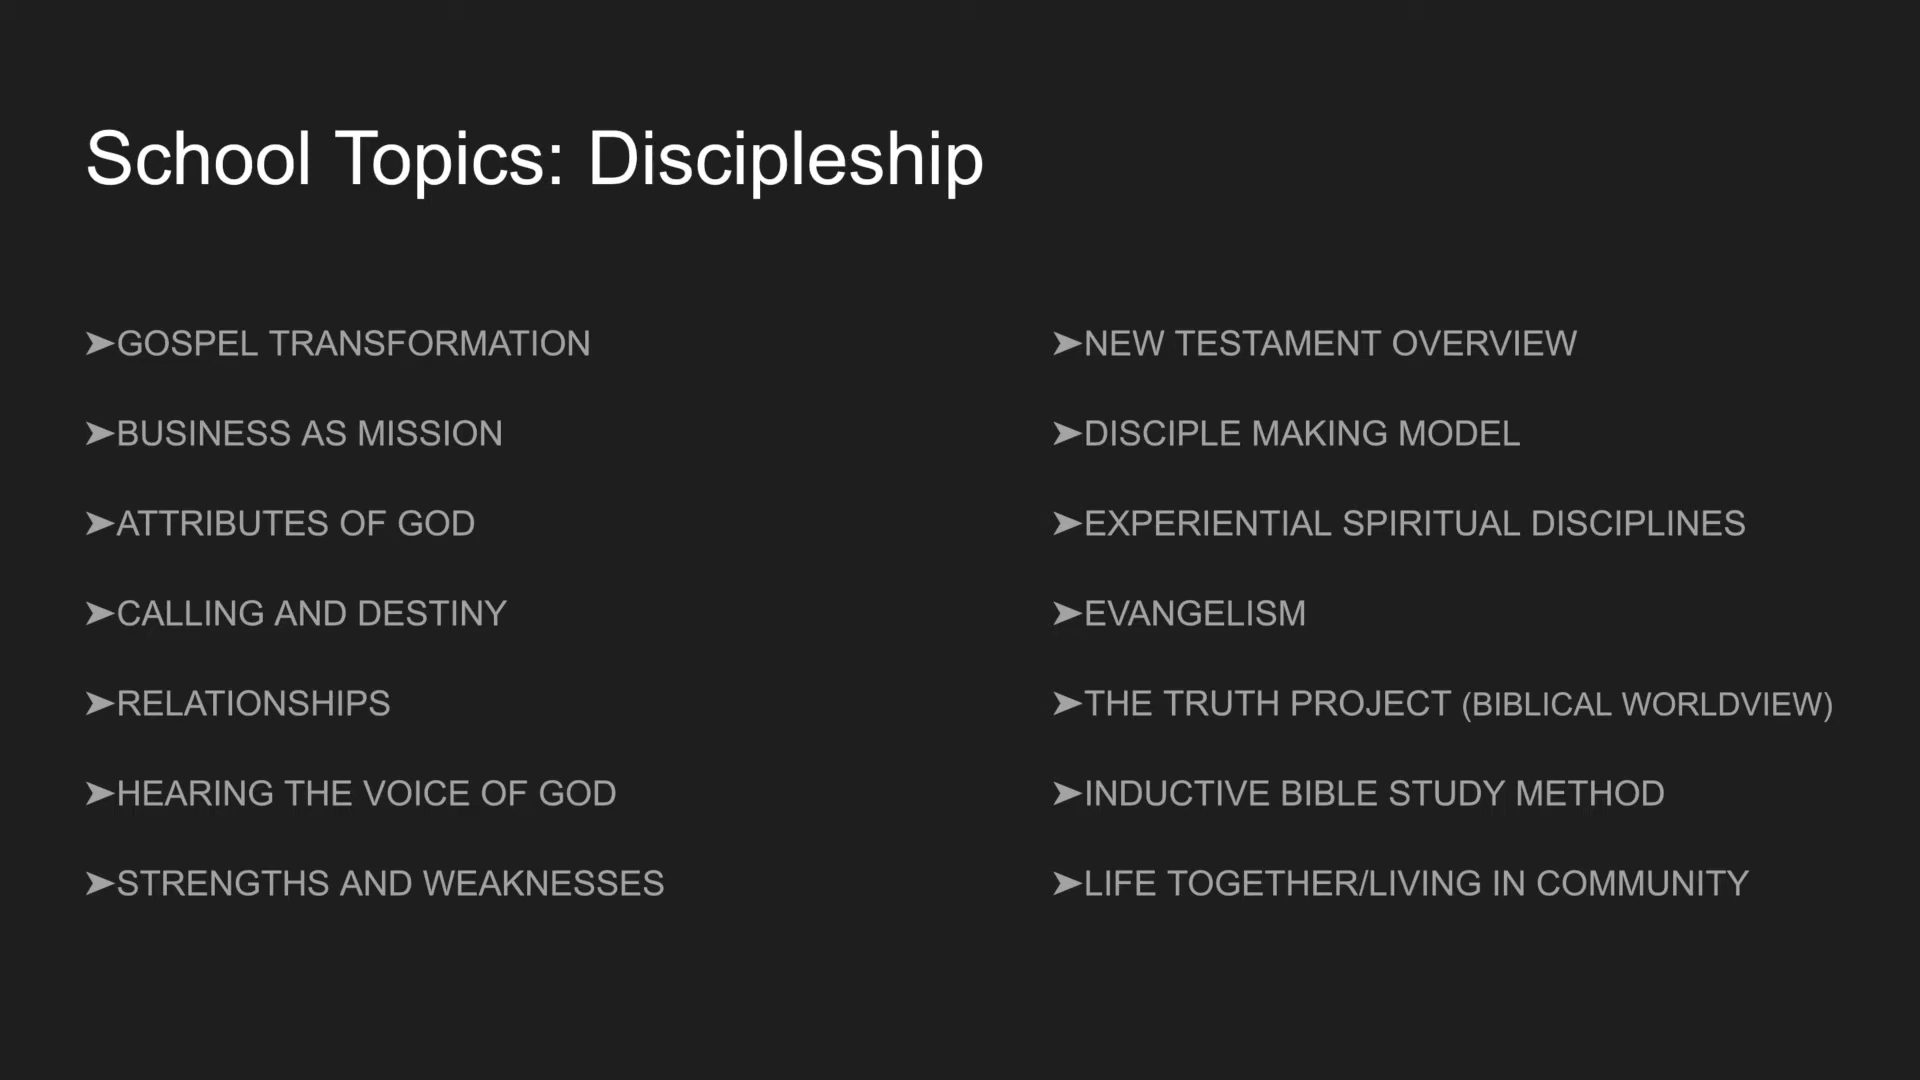 School Topics: Discipleship
➤GOSPEL TRANSFORMATION
➤BUSINESS AS MISSION
➤ATTRIBUTES OF GOD
➤CALLING AND DESTINY
➤RELATIONSHIPS
➤HEARING THE VOICE OF GOD
➤STRENGTHS AND WEAKNESSES
➤NEW TESTAMENT OVERVIEW
➤DISCIPLE MAKING MODEL
➤EXPERIENTIAL SPIRITUAL DISCIPLINES
➤EVANGELISM
➤THE TRUTH PROJECT (BIBLICAL WORLDVIEW)
➤INDUCTIVE BIBLE STUDY METHOD
➤LIFE TOGETHER/LIVING IN COMMUNITY